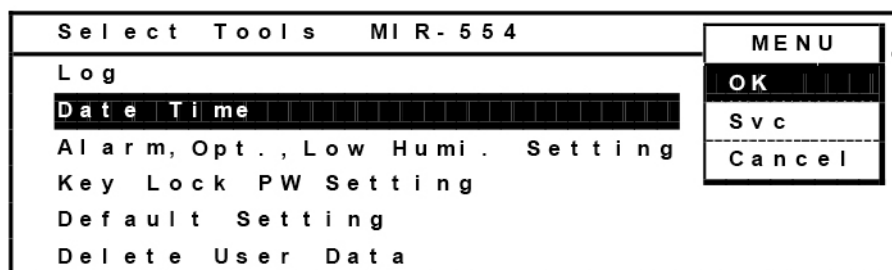 Select Tools MIR-554
Log
Date Time
Alarm, Opt., Low Humi. Setting
Key Lock PW Setting
Default Setting
Delete User Data
MENU
OK
Svc
Cancel